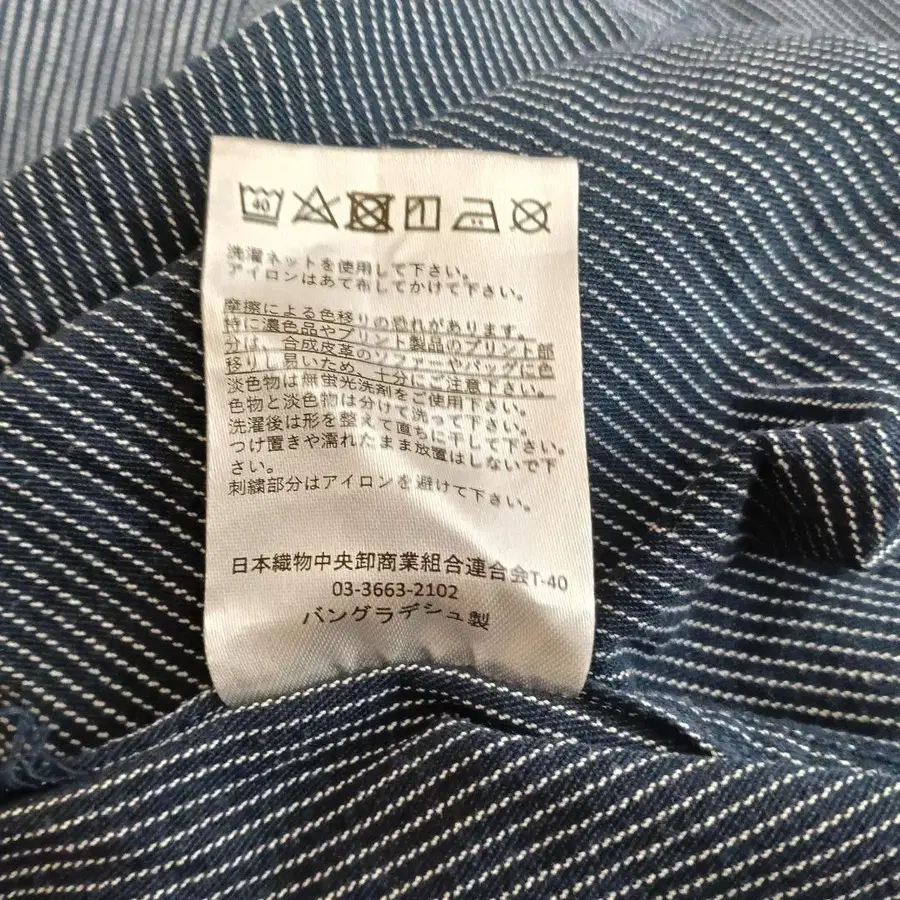 40
洗濯ネットを使用して下さい。
アイロンはあて布してかけて下さい。
摩擦による色移りの恐れがあります。
特に濃色品やプリント製品のプリント部
分は、合成皮革のソファーやバッグに色
移りし易いため、十分にご注意下さい。
淡色物は無蛍光洗剤をご使用下さい。
色物と淡色物は分けて洗って下さい。
洗濯後は形を整えて直ちに干して下さい。
つけ置きや濡れたまま放置はしないで下
さい。
刺繍部分はアイロンを避けて下さい。
日本織物中央卸商業組合連合会T-40
03-3663-2102
バングラデシュ製